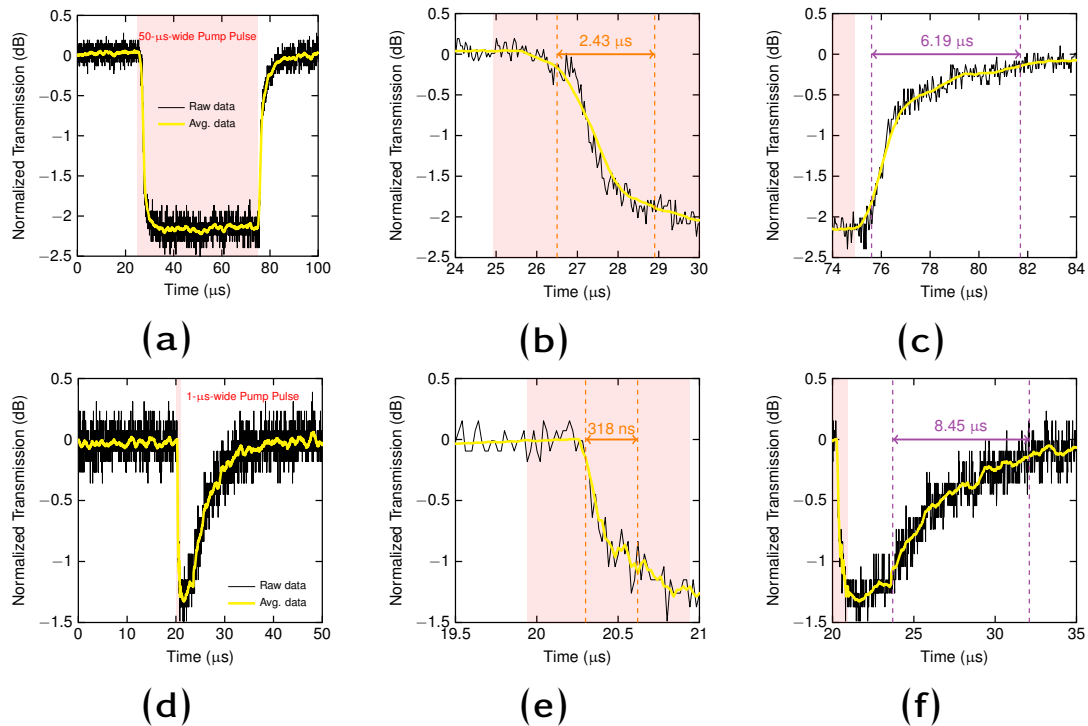 50-μs-wide Pump Pulse
Raw data
Avg. data
Normalized Transmission (dB)
0.5
0
−0.5
−1
−1.5
−2
−2.5
0 20 40 60 80 100
Time (μs)
(a)
2.43 μs
Normalized Transmission (dB)
0.5
0
−0.5
−1
−1.5
−2
−2.5
24 25 26 27 28 29 30
Time (μs)
(b)
6.19 μs
Normalized Transmission (dB)
0.5
0
−0.5
−1
−1.5
−2
−2.5
74 76 78 80 82 84
Time (μs)
(c)
1-μs-wide Pump Pulse
Raw data
Avg. data
Normalized Transmission (dB)
0.5
0
−0.5
−1
−1.5
0 10 20 30 40 50
Time (μs)
(d)
318 ns
Normalized Transmission (dB)
0.5
0
−0.5
−1
−1.5
19.5 20 20.5 21
Time (μs)
(e)
8.45 μs
Normalized Transmission (dB)
0.5
0
−0.5
−1
−1.5
20 25 30 35
Time (μs)
(f)